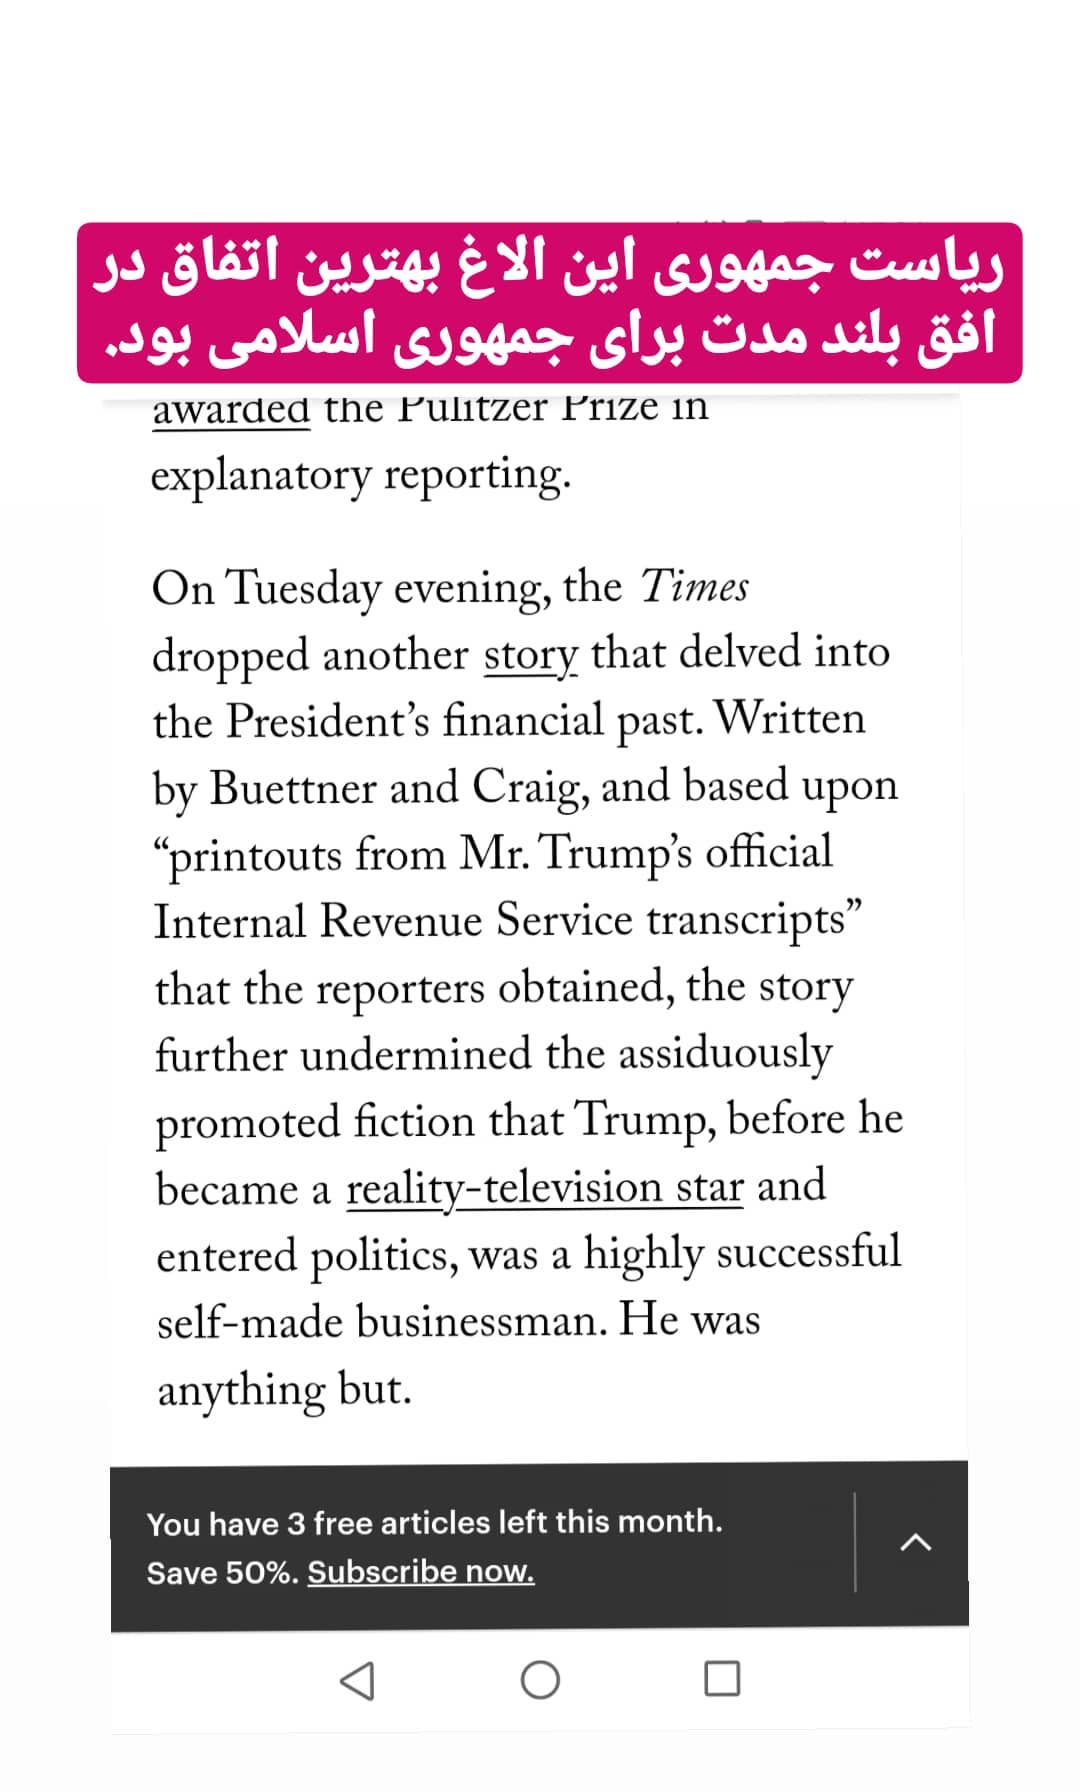 ریاست جمهوری این الاغ بهترین اتفاق در
افق بلند مدت برای جمهوری اسلامی بود.
awarded the Pulitzer Prize in
explanatory reporting.
On Tuesday evening, the Times
dropped another story that delved into
the President’s financial past. Written
by Buettner and Craig, and based upon
“printouts from Mr. Trump’s official
Internal Revenue Service transcripts”
that the reporters obtained, the story
further undermined the assiduously
promoted fiction that Trump, before he
became a reality-television star and
entered politics, was a highly successful
self-made businessman. He was
anything but.
You have 3 free articles left this month.
Save 50%. Subscribe now.